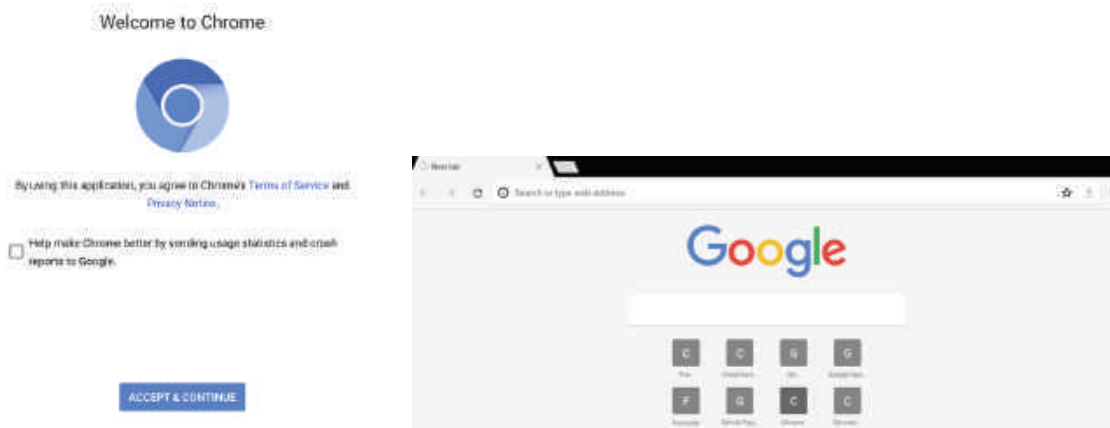 Welcome to Chrome
By using this application, you agree to Chrome's Terms of Service and
Privacy Notice.
Help make Chrome better by sending usage statistics and crash
reports to Google.
ACCEPT & CONTINUE
New tab
Search or type web address
Google
C C G G
F G C C
Chrome